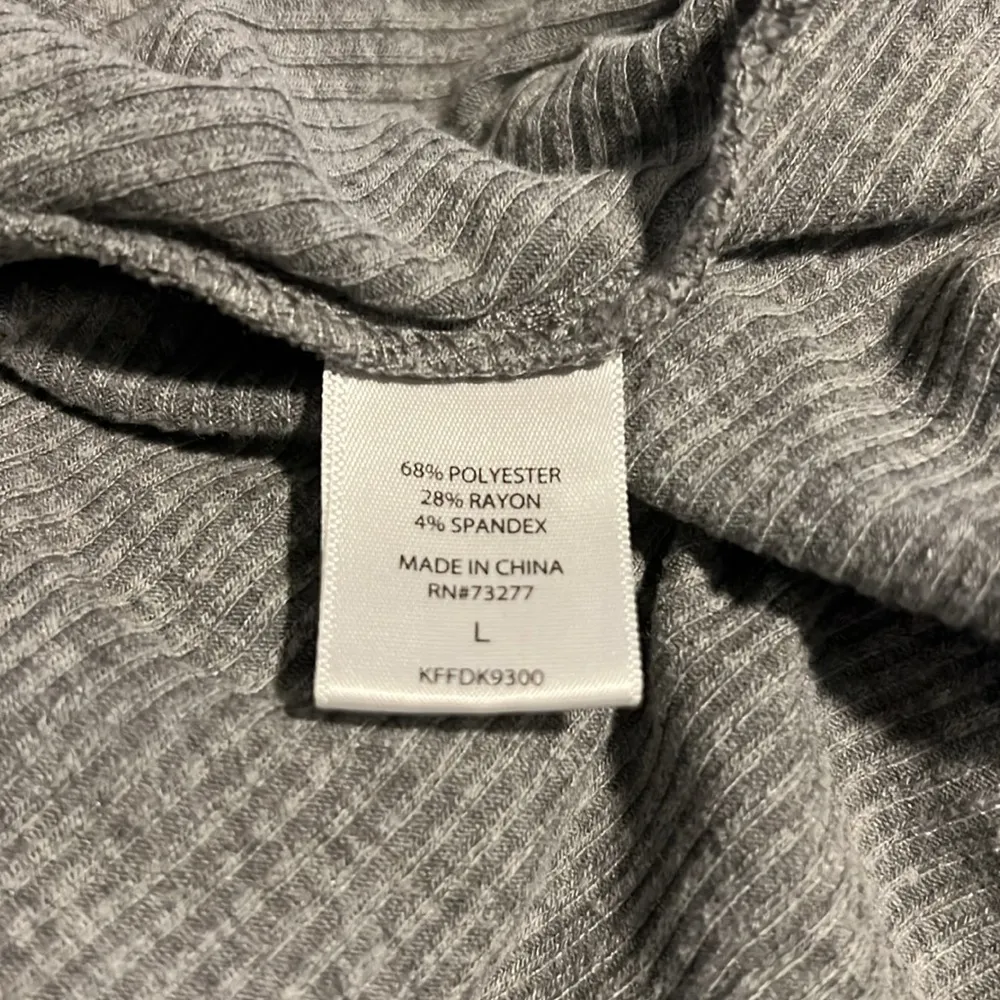 68% POLYESTER
28% RAYON
4% SPANDEX
MADE IN CHINA
RN#73277
L
KFFDK9300